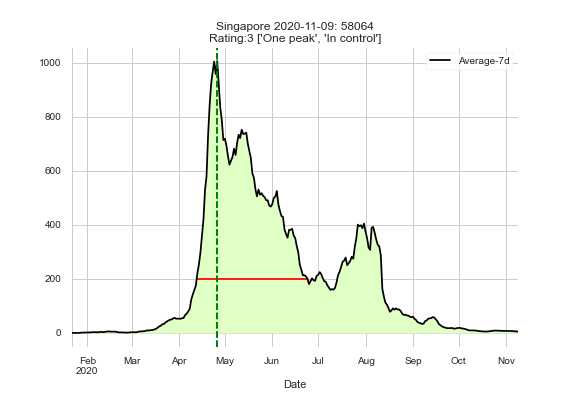 Singapore 2020-11-09: 58064
Rating:3 ['One peak', 'In control']
Average-7d
1000
800
600
400
200
0
Feb Mar Apr May Jun Jul Aug Sep Oct Nov
2020
Date